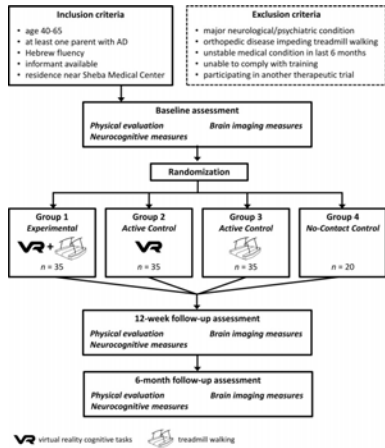 Inclusion criteria
• age 40-65
• at least one parent with AD
• Hebrew fluency
• informant available
• residence near Sheba Medical Center
Exclusion criteria
• major neurological/psychiatric condition
• orthopedic disease impeding treadmill walking
• unstable medical condition in last 6 months
• unable to comply with training
• participating in another therapeutic trial
Baseline assessment
Physical evaluation Brain imaging measures
Neurocognitive measures
Randomization
Group 1
Experimental
VR +
n = 35
Group 2
Active Control
VR
n = 35
Group 3
Active Control
n = 35
Group 4
No-Contact Control
n = 20
12-week follow-up assessment
Physical evaluation Brain imaging measures
Neurocognitive measures
6-month follow-up assessment
Physical evaluation Brain imaging measures
Neurocognitive measures
VR virtual reality cognitive tasks treadmill walking